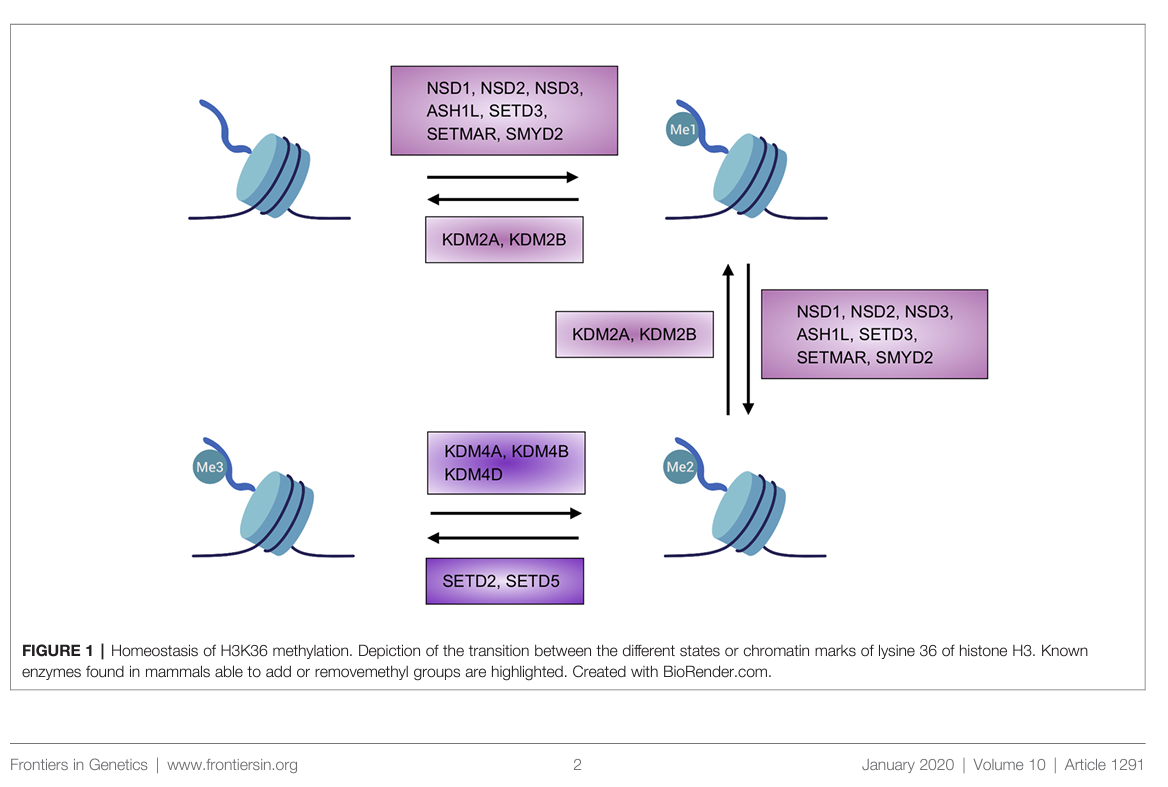 NSD1, NSD2, NSD3,
ASH1L, SETD3,
SETMAR, SMYD2
Me1
KDM2A, KDM2B
KDM2A, KDM2B
NSD1, NSD2, NSD3,
ASH1L, SETD3,
SETMAR, SMYD2
KDM4A, KDM4B
KDM4D
Me3
Me2
SETD2, SETD5
FIGURE 1 | Homeostasis of H3K36 methylation. Depiction of the transition between the different states or chromatin marks of lysine 36 of histone H3. Known
enzymes found in mammals able to add or removemethyl groups are highlighted. Created with BioRender.com.
Frontiers in Genetics | www.frontiersin.org
2
January 2020 | Volume 10 | Article 1291